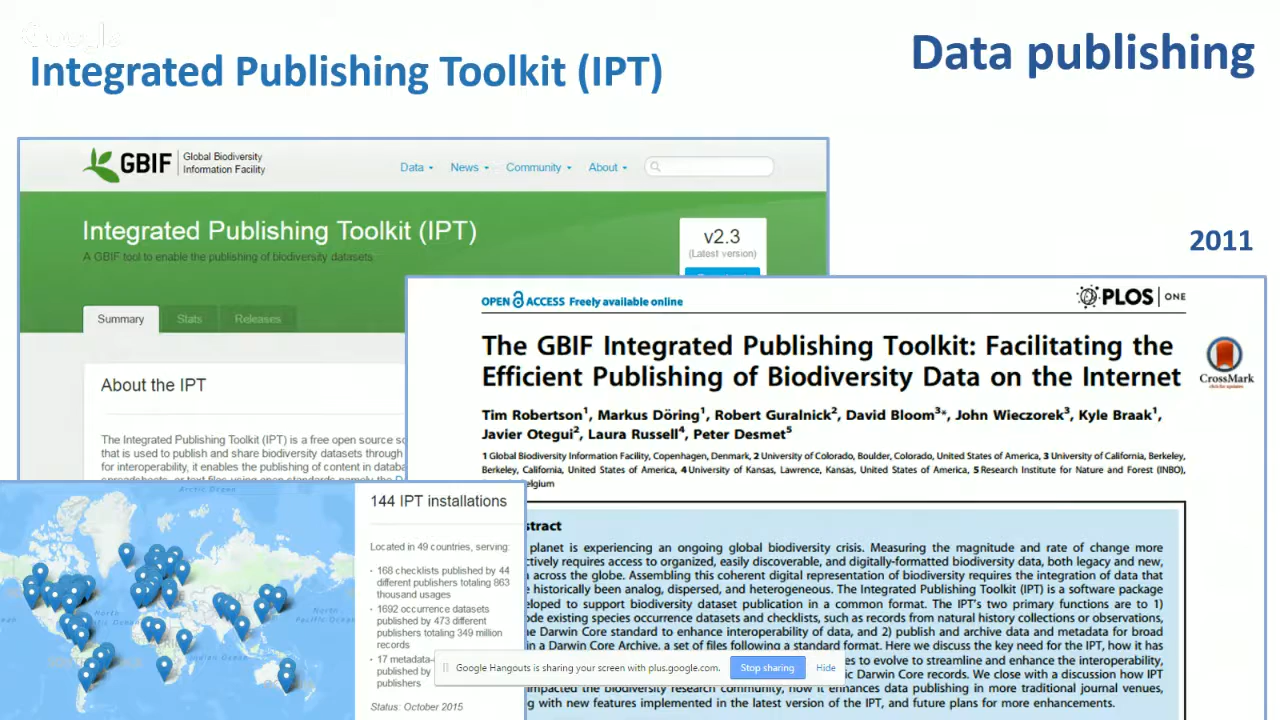 Google
Integrated Publishing Toolkit (IPT)
Data publishing
GBIF
Global Biodiversity
Information Facility
Data
News
Community
About
Integrated Publishing Toolkit (IPT)
A GBIF tool to enable the publishing of biodiversity datasets
v2.3
(Latest version)
2011
Summary
Stats
Releases
About the IPT
The Integrated Publishing Toolkit (IPT) is a free open source
that is used to publish and share biodiversity datasets through
for interoperability, it enables the publishing of content in
OPEN ACCESS Freely available online
PLOS ONE
The GBIF Integrated Publishing Toolkit: Facilitating the
Efficient Publishing of Biodiversity Data on the Internet
CrossMark
Tim Robertson1, Markus Döring1, Robert Guralnick2, David Bloom3*, John Wieczorek3, Kyle Braak1,
Javier Otegui2, Laura Russell4, Peter Desmet5
1 Global Biodiversity Information Facility, Copenhagen, Denmark, 2 University of Colorado, Boulder, Colorado, United States of America, 3 University of California, Berkeley,
Berkeley, California, United States of America, 4 University of Kansas, Lawrence, Kansas, United States of America, 5 Research Institute for Nature and Forest (INBO),
Belgium
stract
planet is experiencing an ongoing global biodiversity crisis. Measuring the magnitude and rate of change more
ctively requires access to organized, easily discoverable, and digitally-formatted biodiversity data, both legacy and new,
across the globe. Assembling this coherent digital representation of biodiversity requires the integration of data that
historically been analog, dispersed, and heterogeneous. The Integrated Publishing Toolkit (IPT) is a software package
loped to support biodiversity dataset publication in a common format. The IPT's two primary functions are to 1)
de existing species occurrence datasets and checklists, such as records from natural history collections or observations,
e Darwin Core standard to enhance interoperability of data, and 2) publish and archive data and metadata for broad
in a Darwin Core Archive, a set of files following a standard format. Here we discuss the key need for the IPT, how it has
es to evolve to streamline and enhance the interoperability,
ic Darwin Core records. We close with a discussion how IPT
impacted the biodiversity research community, how it enhances data publishing in more traditional journal venues,
g with new features implemented in the latest version of the IPT, and future plans for more enhancements.
Arctic Ocean
North
Atlantic Ocean
Indian Ocean
North
Pacific Ocean
144 IPT installations
Located in 49 countries, serving:
• 168 checklists published by 44
different publishers totaling 863
thousand usages
• 1692 occurrence datasets
published by 473 different
publishers totaling 349 million
records
• 17 metadata-
published by
publishers
Status: October 2015
Google Hangouts is sharing your screen with plus.google.com.
Stop sharing
Hide